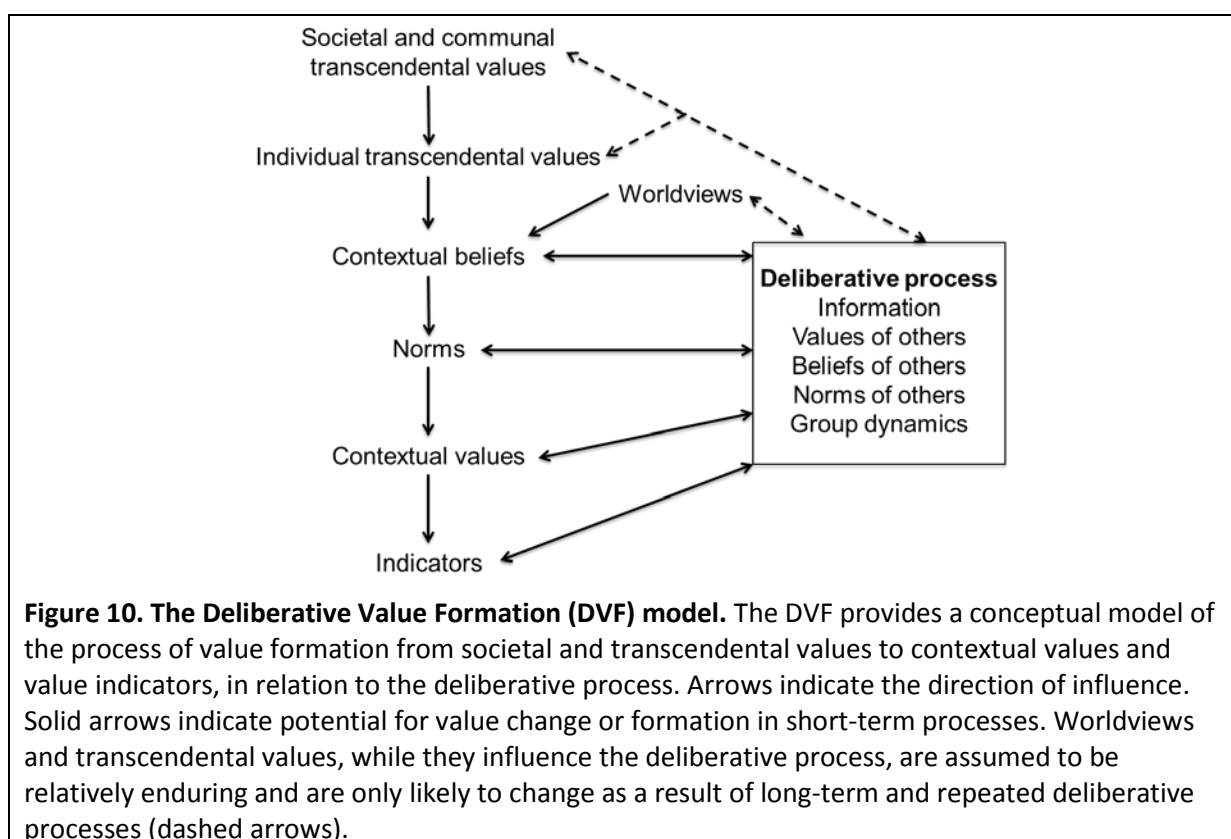 Societal and communal
transcendental values
Individual transcendental values
Worldviews
Contextual beliefs
Norms
Contextual values
Indicators
Deliberative process
Information
Values of others
Beliefs of others
Norms of others
Group dynamics
Figure 10. The Deliberative Value Formation (DVF) model. The DVF provides a conceptual model of
the process of value formation from societal and transcendental values to contextual values and
value indicators, in relation to the deliberative process. Arrows indicate the direction of influence.
Solid arrows indicate potential for value change or formation in short-term processes. Worldviews
and transcendental values, while they influence the deliberative process, are assumed to be
relatively enduring and are only likely to change as a result of long-term and repeated deliberative
processes (dashed arrows).